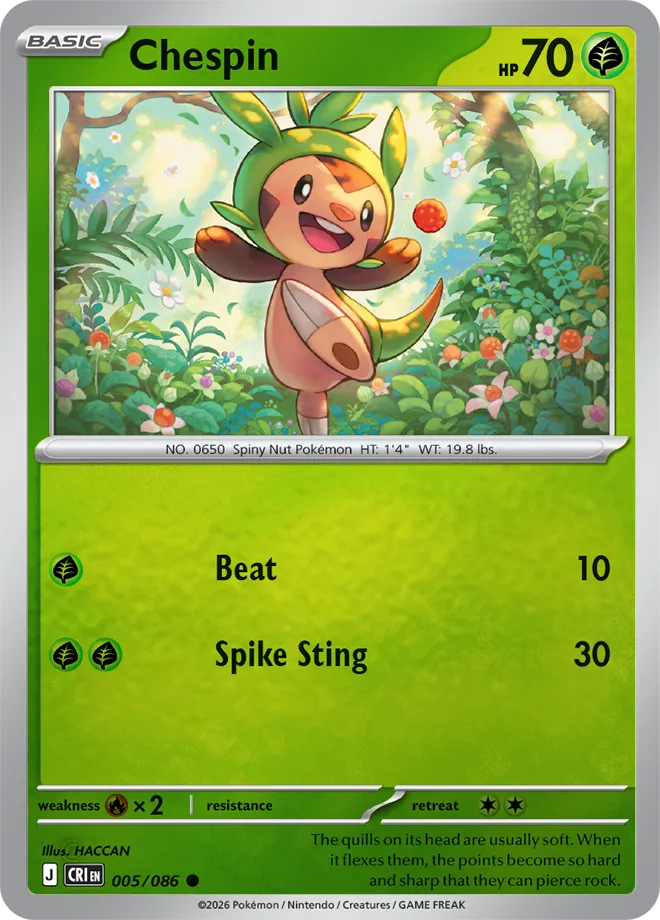 BASIC
Chespin
HP 70
NO. 0650 Spiny Nut Pokémon HT: 1'4" WT: 19.8 lbs.
Beat 10
Spike Sting 30
weakness ×2 resistance retreat
Illus. HACCAN
The quills on its head are usually soft. When
it flexes them, the points become so hard
and sharp that they can pierce rock.
J CRI EN 005/086
©2026 Pokémon / Nintendo / Creatures / GAME FREAK